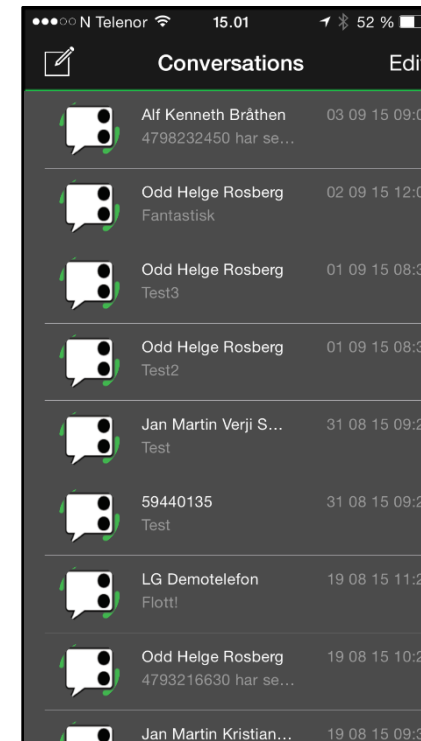 N Telenor 15.01 52 %
Conversations Edi
Alf Kenneth Bråthen 03 09 15 09:0
4798232450 har se...
Odd Helge Rosberg 02 09 15 12:0
Fantastisk
Odd Helge Rosberg 01 09 15 08:3
Test3
Odd Helge Rosberg 01 09 15 08:3
Test2
Jan Martin Verji S... 31 08 15 09:2
Test
59440135 31 08 15 09:2
Test
LG Demotelefon 19 08 15 11:2
Flott!
Odd Helge Rosberg 19 08 15 10:2
4793216630 har se...
Jan Martin Kristian... 19 08 15 09:3